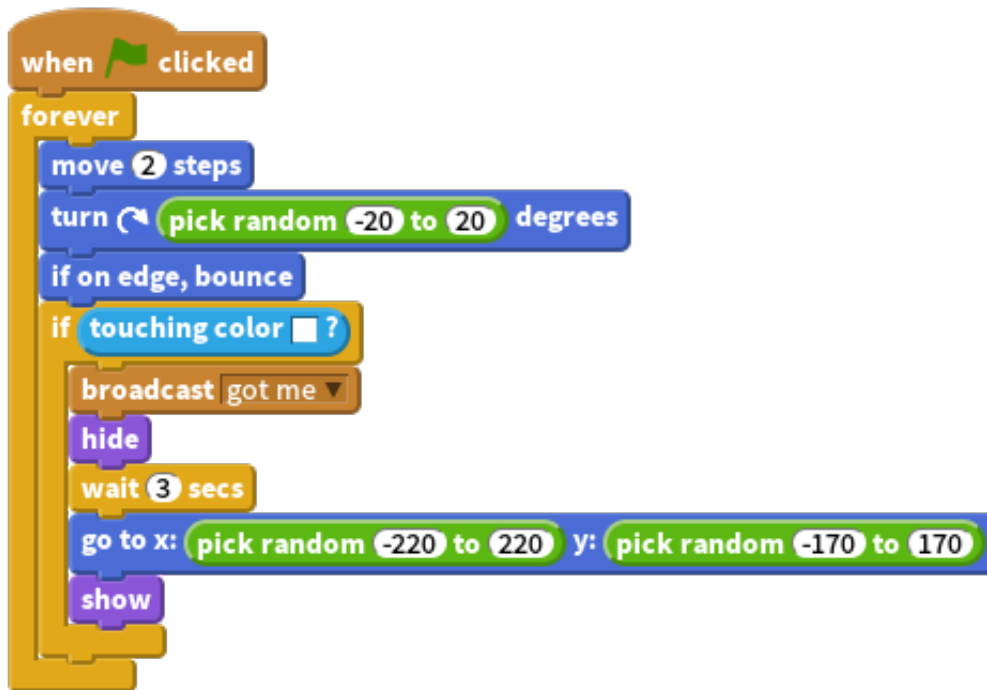 when clicked
forever
move 2 steps
turn pick random -20 to 20 degrees
if on edge, bounce
if touching color ?
broadcast got me
hide
wait 3 secs
go to x: pick random -220 to 220 y: pick random -170 to 170
show